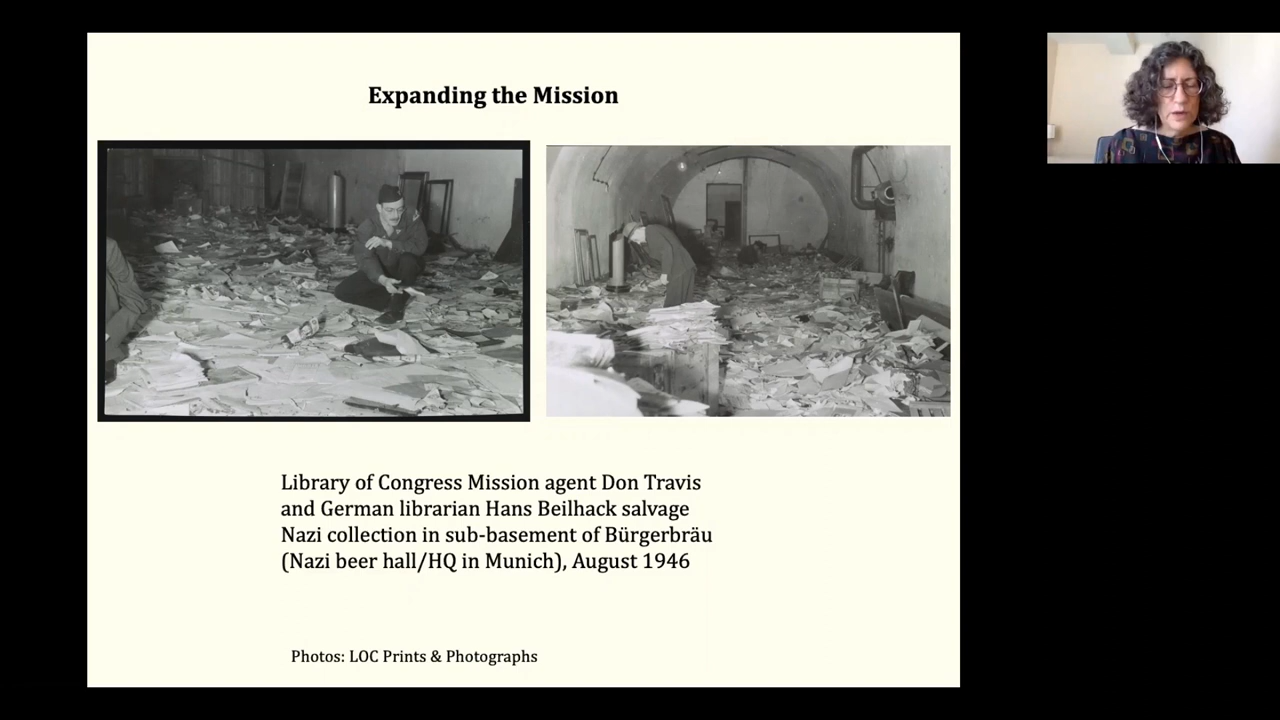 Expanding the Mission
Library of Congress Mission agent Don Travis
and German librarian Hans Beilhack salvage
Nazi collection in sub-basement of Bürgerbräu
(Nazi beer hall/HQ in Munich), August 1946
Photos: LOC Prints & Photographs